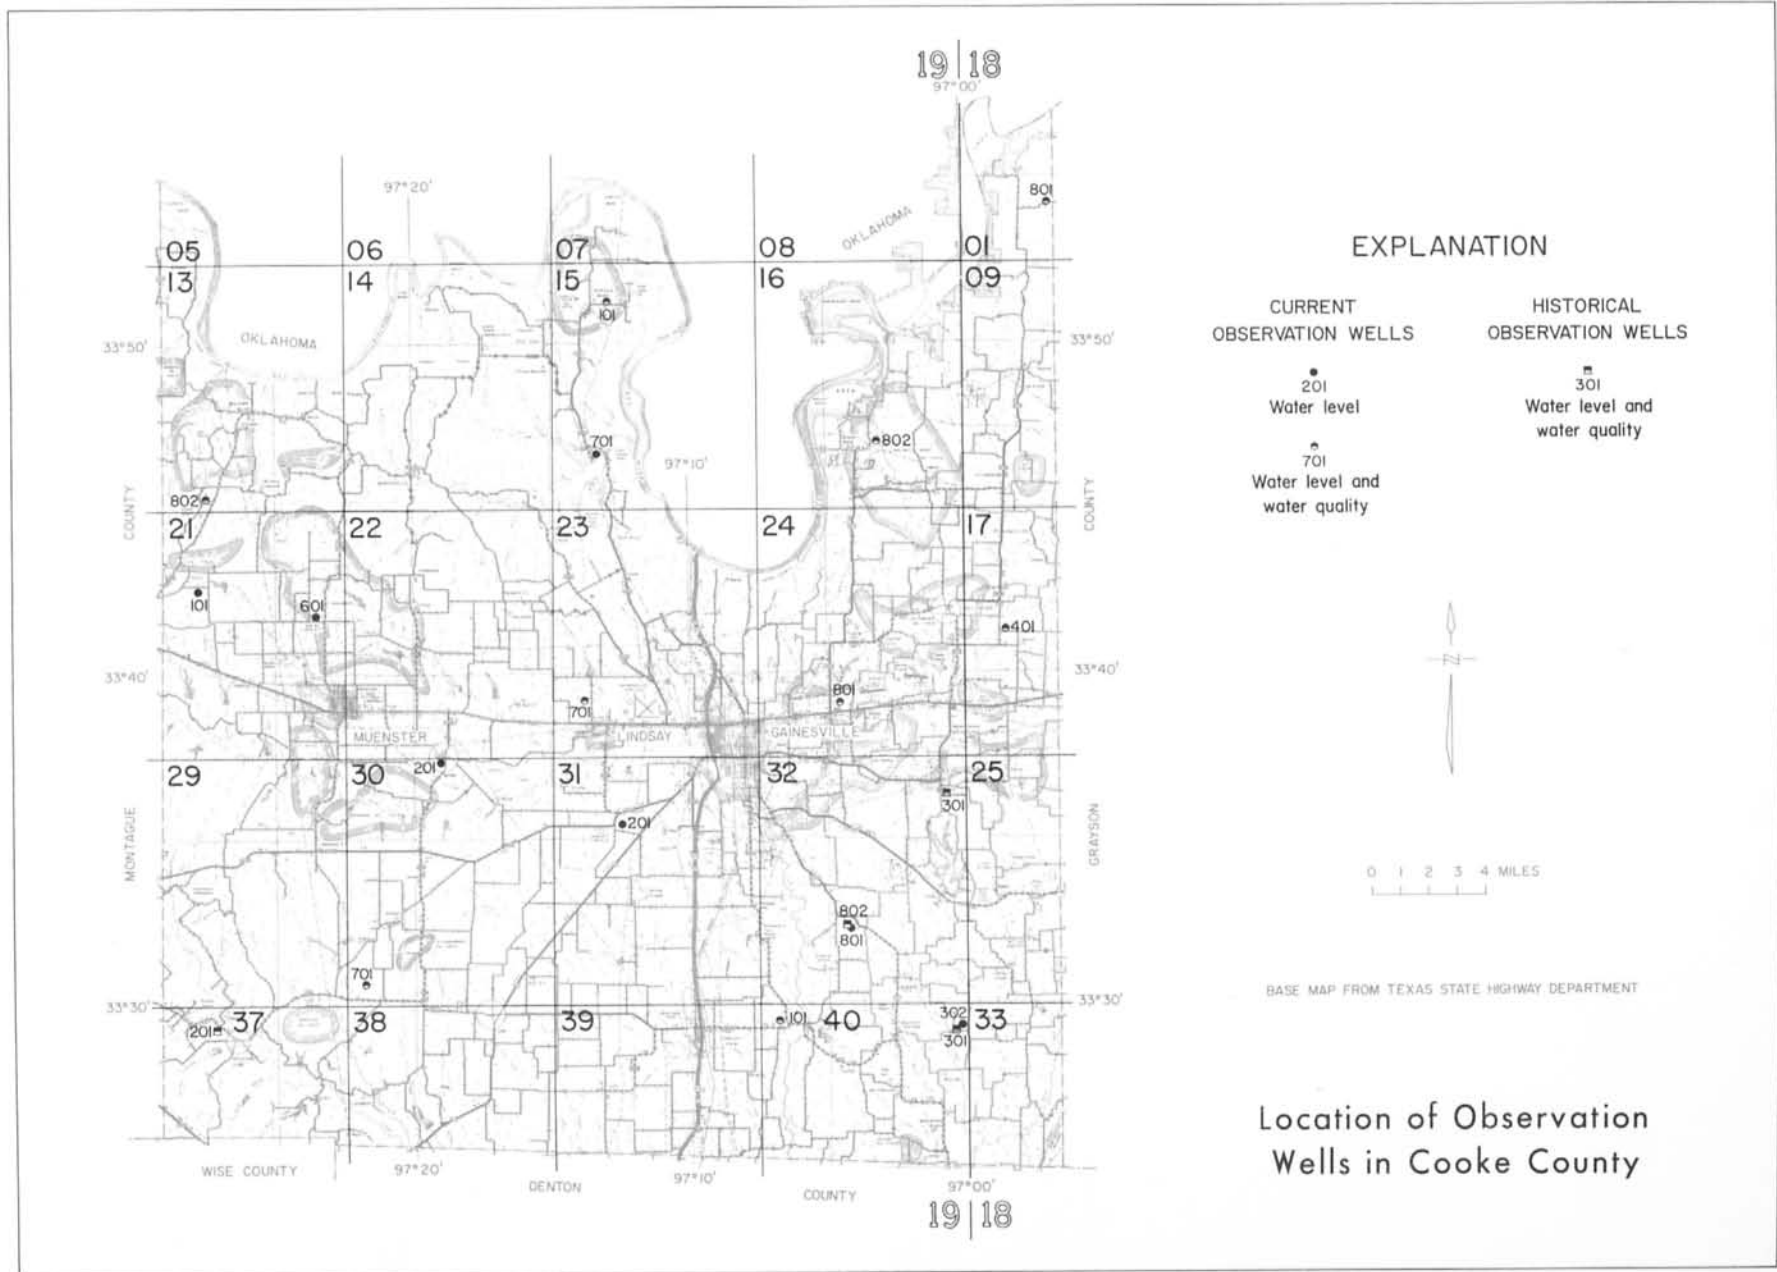 19 18
97°00'
801
97°20'
OKLAHOMA
05 06 07 08 01
13 14 15 16 09
101
33°50' OKLAHOMA 33°50'
701 802
97°10'
802
COUNTY COUNTY
21 22 23 24 17
101 601
401
33°40' 33°40'
701 801
MUENSTER LINDSAY GAINESVILLE
201
29 30 31 32 25
301
201
MONTAGUE GRAYSON
802
801
701
33°30' 33°30'
201 37 38 39 101 40 302 33
301
WISE COUNTY 97°20' DENTON 97°10' COUNTY 97°00'
19 18
EXPLANATION
CURRENT
OBSERVATION WELLS
201
Water level
701
Water level and
water quality
HISTORICAL
OBSERVATION WELLS
301
Water level and
water quality
N
0 1 2 3 4 MILES
BASE MAP FROM TEXAS STATE HIGHWAY DEPARTMENT
Location of Observation
Wells in Cooke County